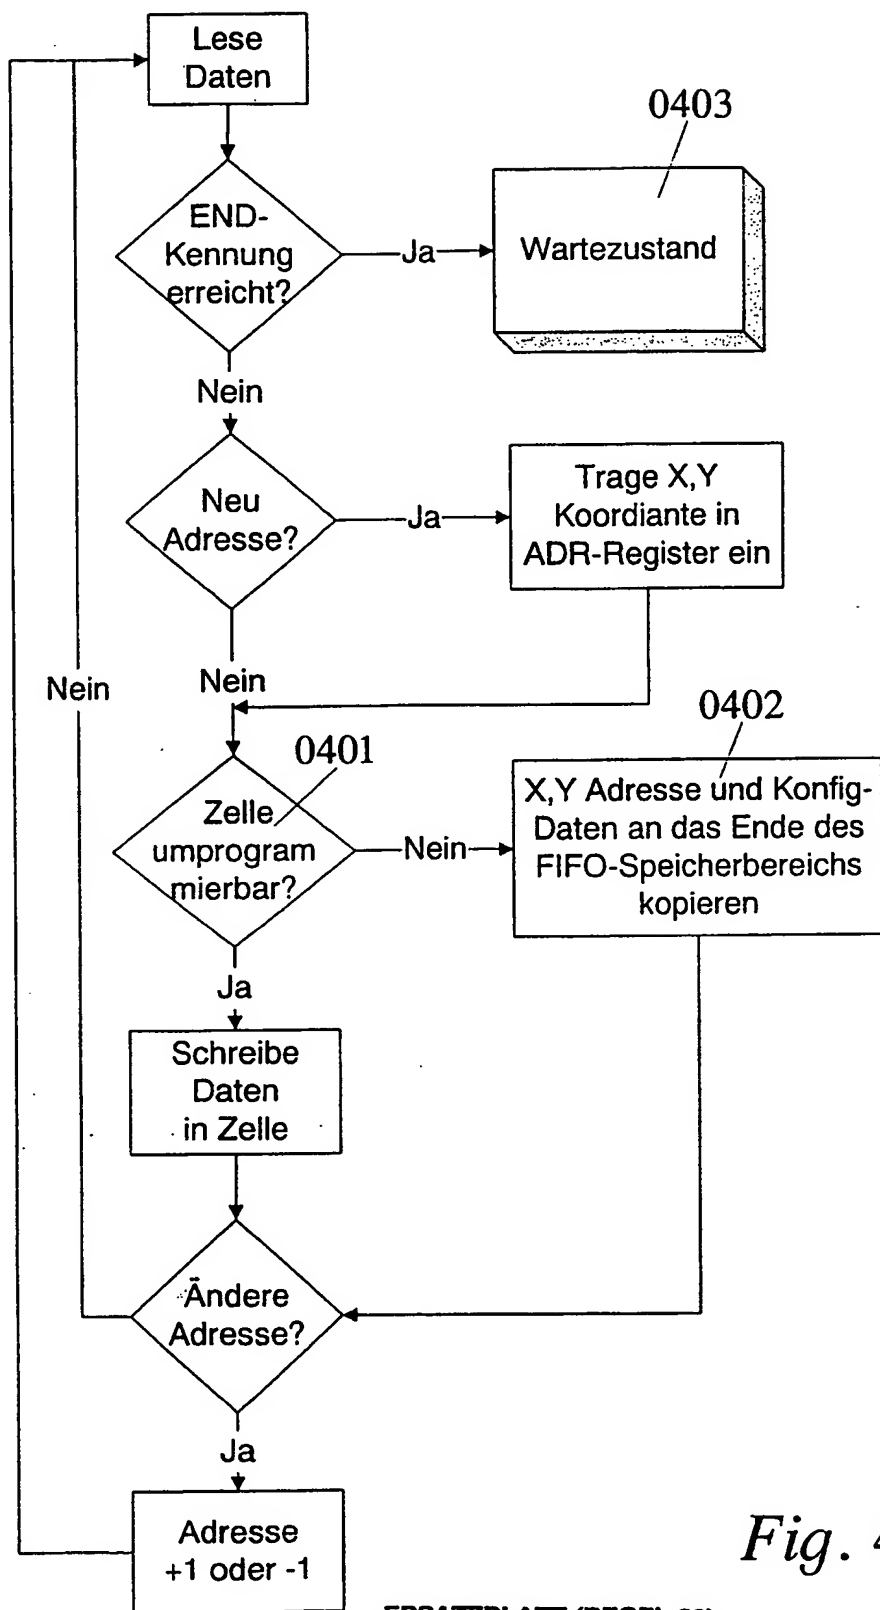 Lese
Daten
0403
END-
Kennung
erreicht?
Ja
Wartezustand
Nein
Neu
Adresse?
Ja
Trage X,Y
Koordiante in
ADR-Register ein
Nein
Nein
0402
0401
Zelle
umprogram
mierbar?
Nein
X,Y Adresse und Konfig-
Daten an das Ende des
FIFO-Speicherbereichs
kopieren
Ja
Schreibe
Daten
in Zelle
Ändere
Adresse?
Ja
Adresse
+1 oder -1
Fig.